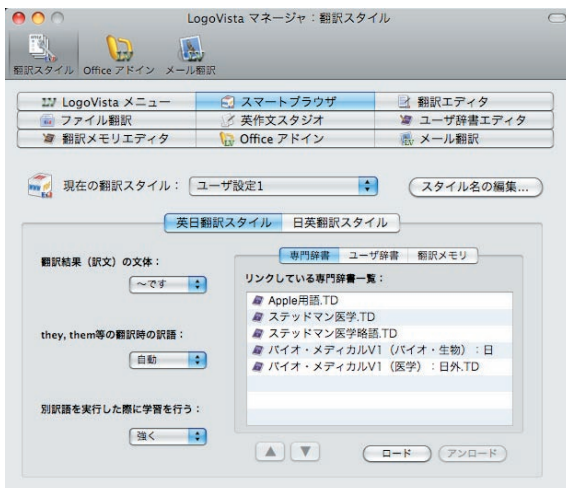 LogoVista マネージャ：翻訳スタイル
翻訳スタイル Office アドイン メール翻訳
LogoVista メニュー スマートブラウザ 翻訳エディタ
ファイル翻訳 英作文スタジオ ユーザ辞書エディタ
翻訳メモリエディタ Office アドイン メール翻訳
現在の翻訳スタイル： ユーザ設定1 スタイル名の編集...
英日翻訳スタイル 日英翻訳スタイル
翻訳結果（訳文）の文体：
～です
they, them等の翻訳時の訳語：
自動
別訳語を実行した際に学習を行う：
強く
専門辞書 ユーザ辞書 翻訳メモリ
リンクしている専門辞書一覧：
Apple用語.TD
ステッドマン医学.TD
ステッドマン医学略語.TD
バイオ・メディカルV1（バイオ・生物）：日
バイオ・メディカルV1（医学）：日外.TD
ロード アンロード